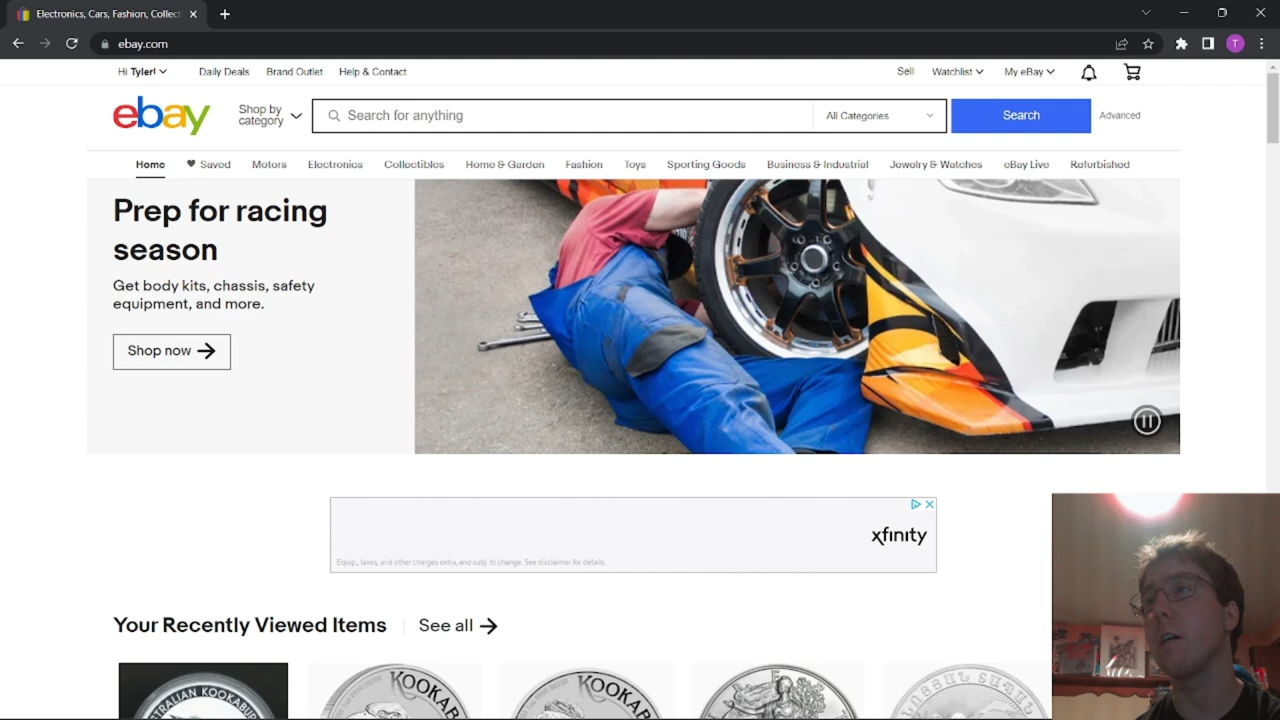 Electronics, Cars, Fashion, Collect
ebay.com
T
Hi Tyler!
Daily Deals
Brand Outlet
Help & Contact
Sell
Watchlist
My eBay
ebay
Shop by
category
Search for anything
All Categories
Search
Advanced
Home
Saved
Motors
Electronics
Collectibles
Home & Garden
Fashion
Toys
Sporting Goods
Business & Industrial
Jewelry & Watches
eBay Live
Refurbished
Prep for racing
season
Get body kits, chassis, safety
equipment, and more.
Shop now
xfinity
Equip., taxes, and other charges extra, and subj. to change. See disclaimer for details.
Your Recently Viewed Items
See all
KOOKAB
KOOKAB